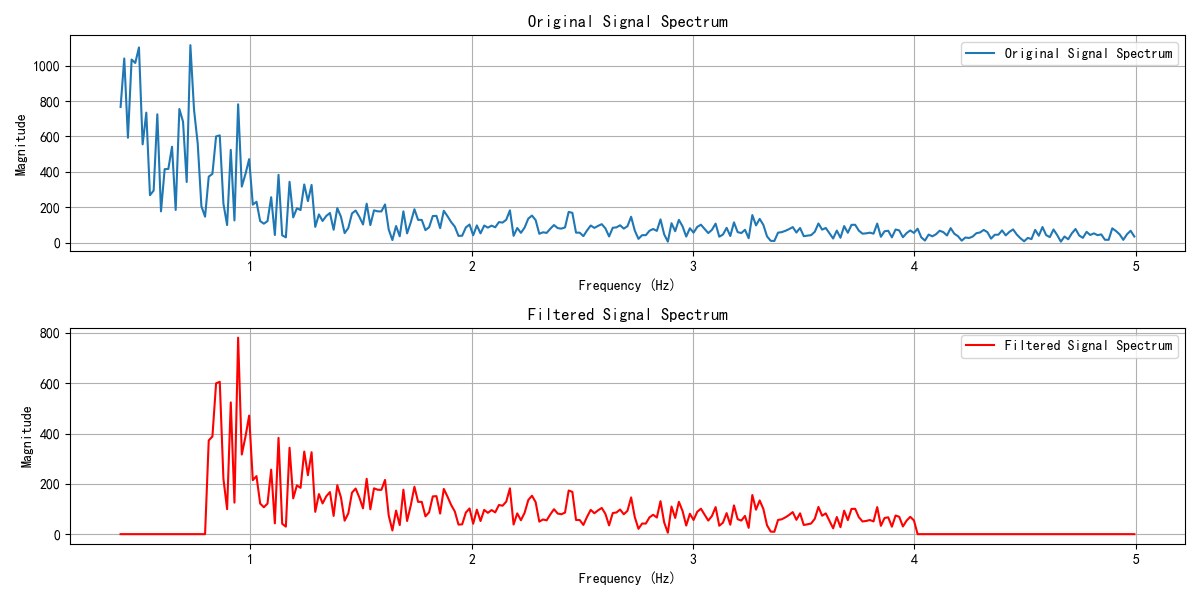 Original Signal Spectrum
Original Signal Spectrum
1000
800
600
400
200
0
Magnitude
1 2 3 4 5
Frequency (Hz)
Filtered Signal Spectrum
Filtered Signal Spectrum
800
600
400
200
0
Magnitude
1 2 3 4 5
Frequency (Hz)